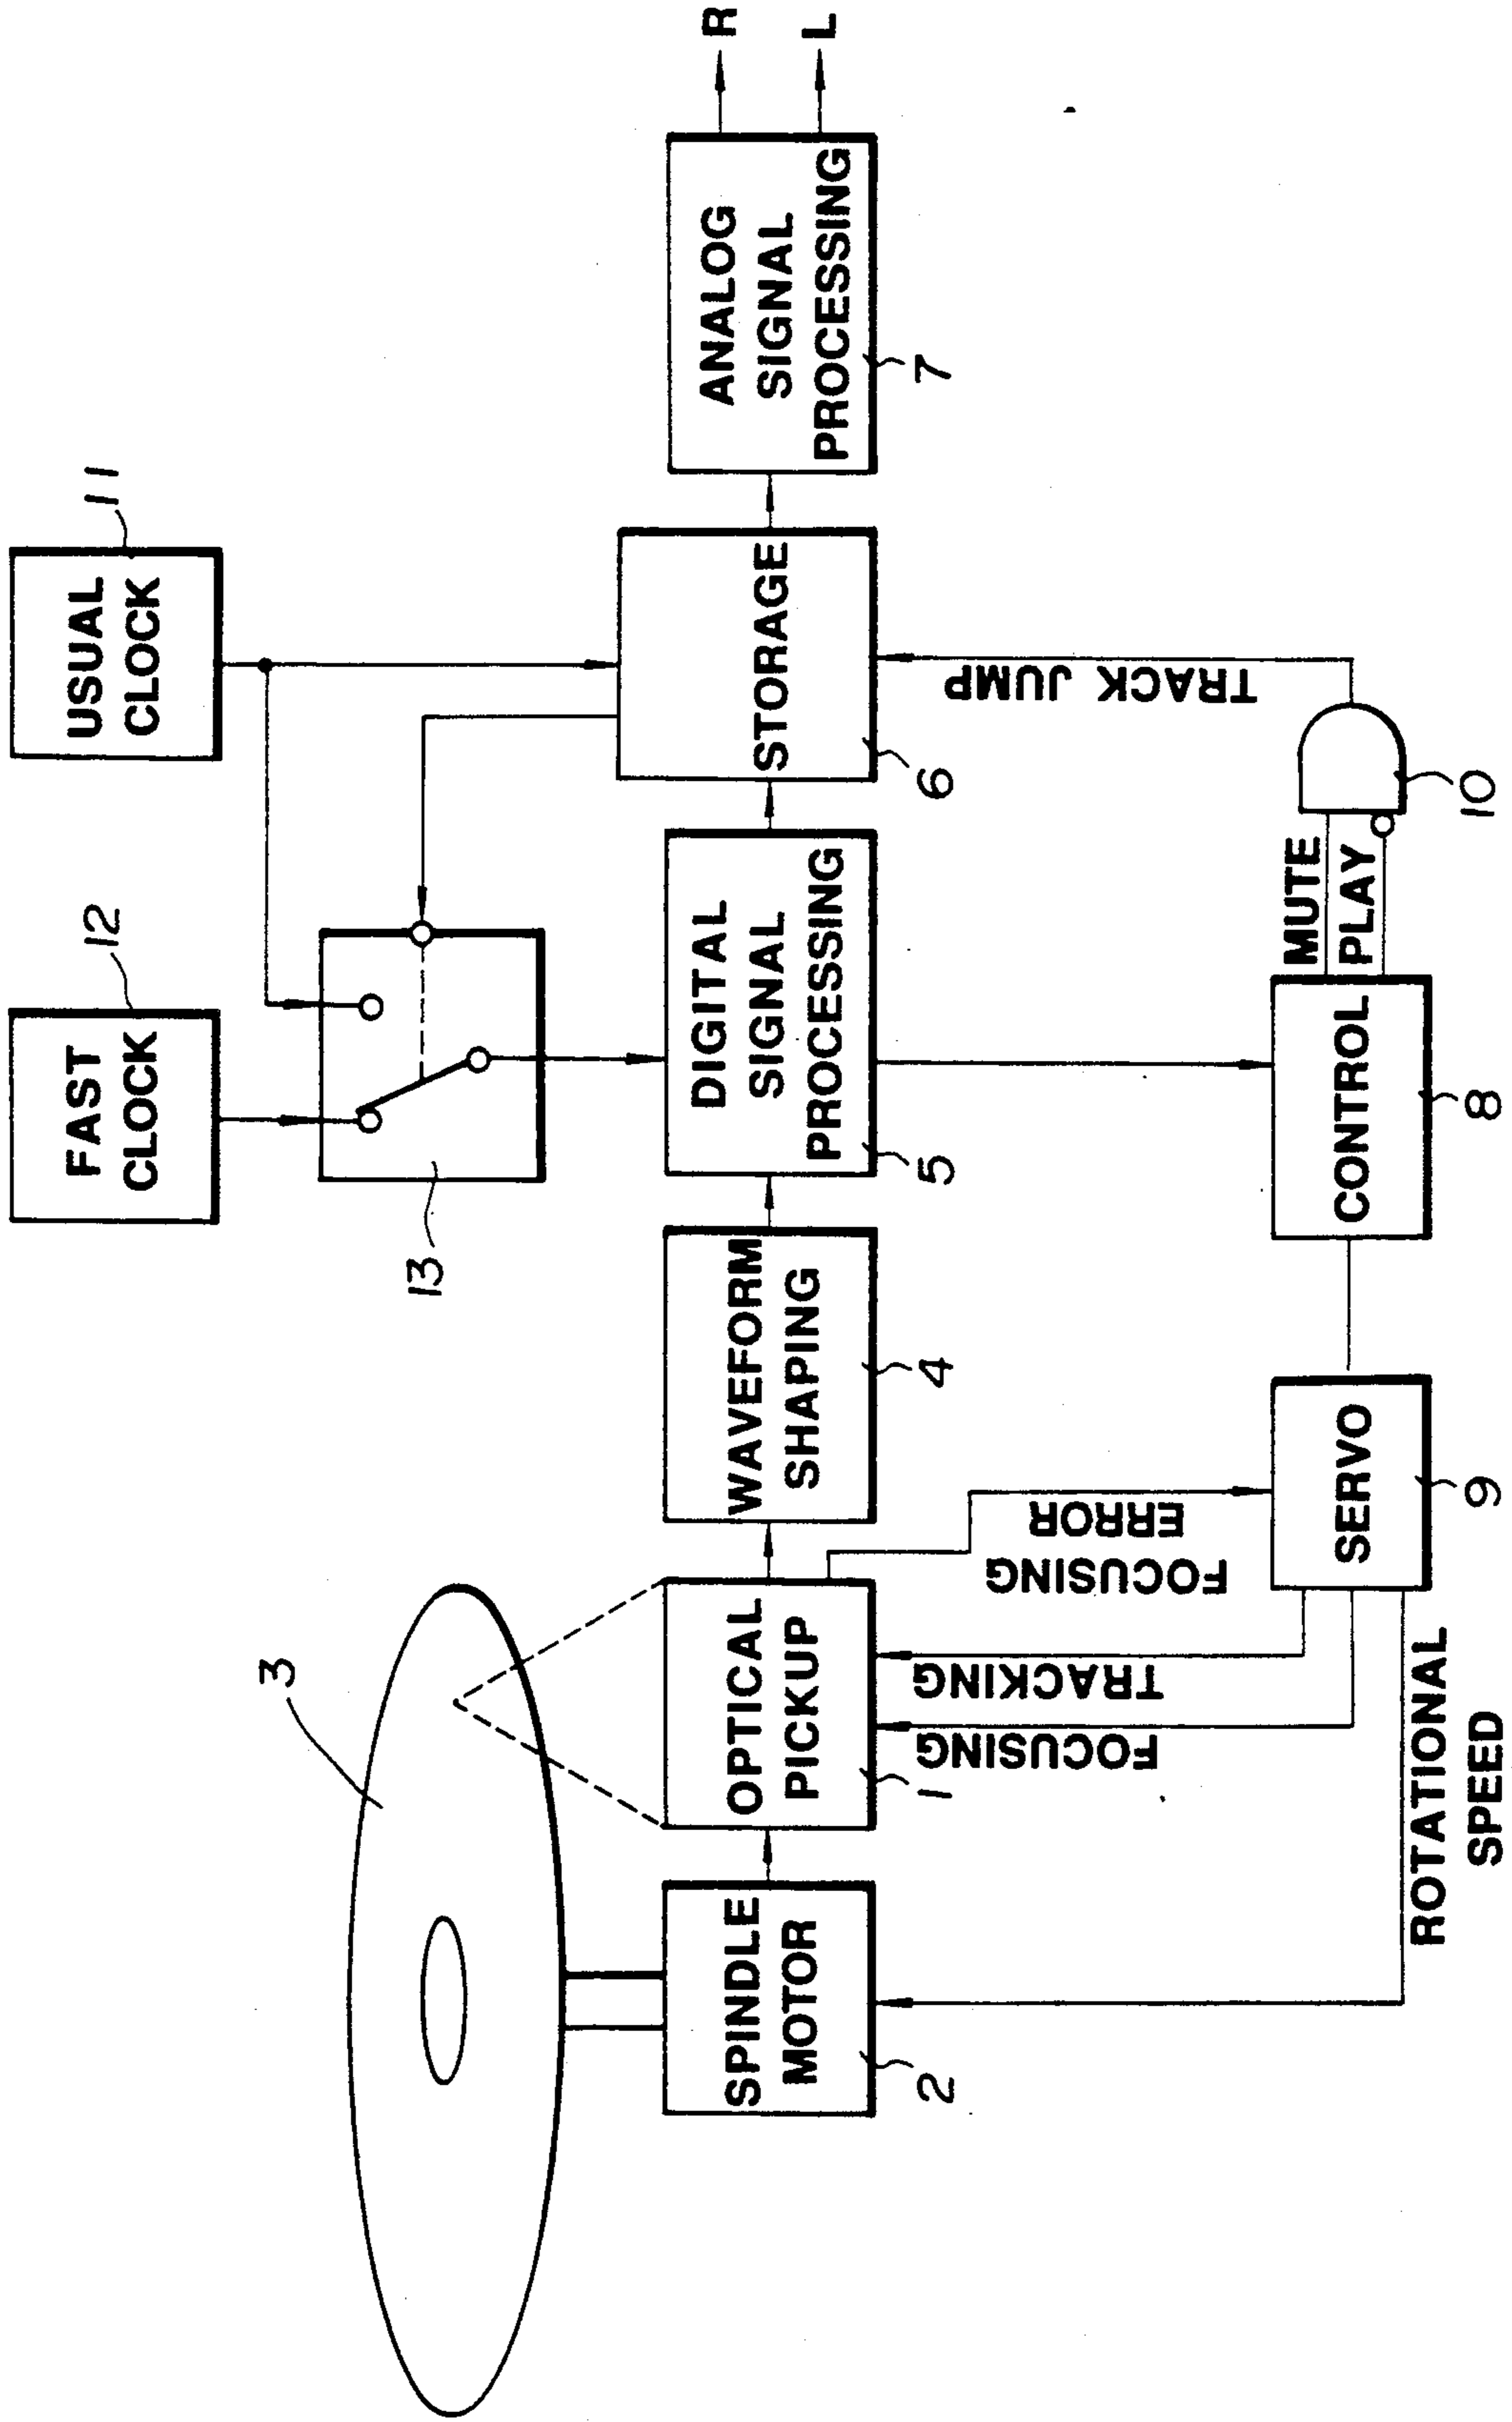 FAST
CLOCK
12
USUAL
CLOCK
11
3
13
SPINDLE
MOTOR
2
OPTICAL
PICKUP
1
WAVEFORM
SHAPING
4
DIGITAL
SIGNAL
PROCESSING
5
STORAGE
6
ANALOG
SIGNAL
PROCESSING
7
R
L
FOCUSING
TRACKING
FOCUSING
ERROR
TRACK JUMP
ROTATIONAL
SPEED
SERVO
9
CONTROL
8
MUTE
PLAY
10